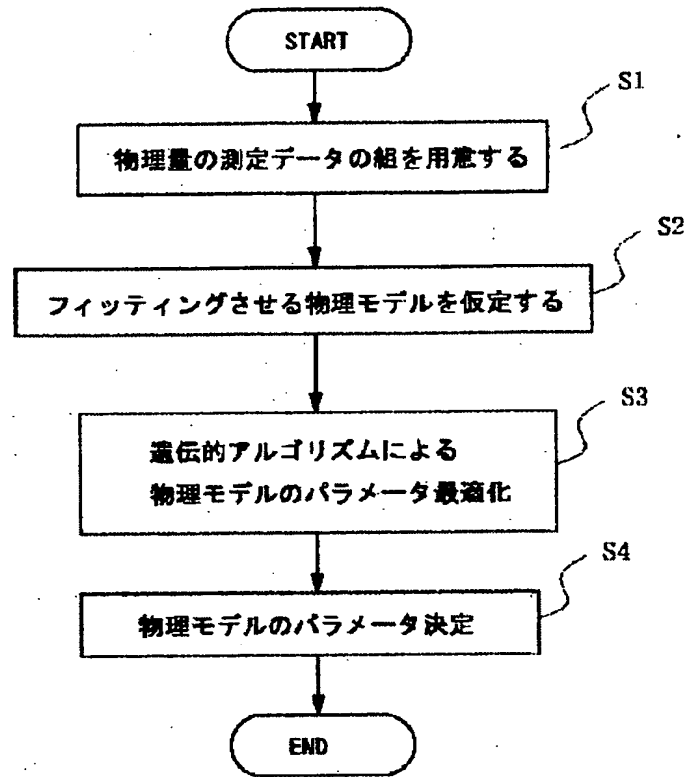 START
S1
物理量の測定データの組を用意する
S2
フィッティングさせる物理モデルを仮定する
S3
遺伝的アルゴリズムによる
物理モデルのパラメータ最適化
S4
物理モデルのパラメータ決定
END